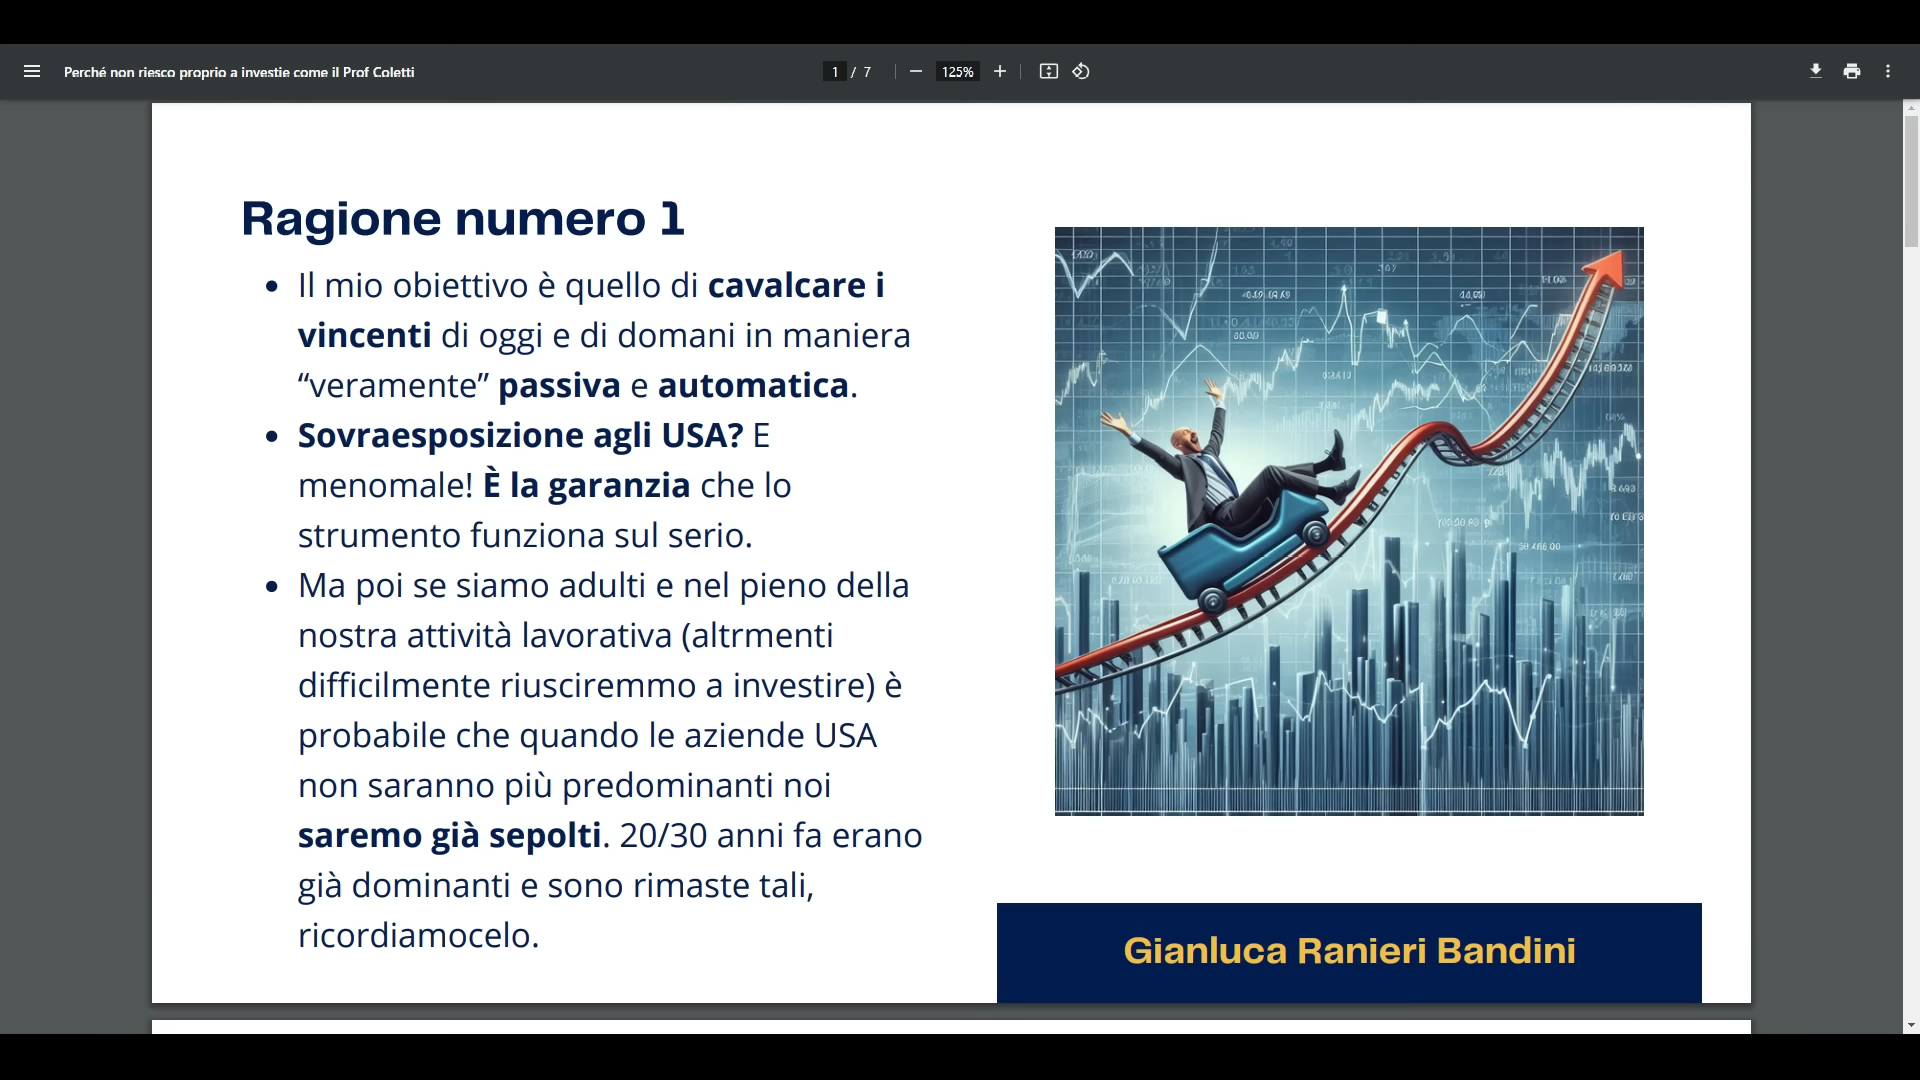 Perché non riesco proprio a investie come il Prof Coletti
1 / 7
125%
Ragione numero 1
• Il mio obiettivo è quello di cavalcare i
vincenti di oggi e di domani in maniera
“veramente” passiva e automatica.
• Sovraesposizione agli USA? E
menomale! È la garanzia che lo
strumento funziona sul serio.
• Ma poi se siamo adulti e nel pieno della
nostra attività lavorativa (altrmenti
difficilmente riusciremmo a investire) è
probabile che quando le aziende USA
non saranno più predominanti noi
saremo già sepolti. 20/30 anni fa erano
già dominanti e sono rimaste tali,
ricordiamocelo.
Gianluca Ranieri Bandini